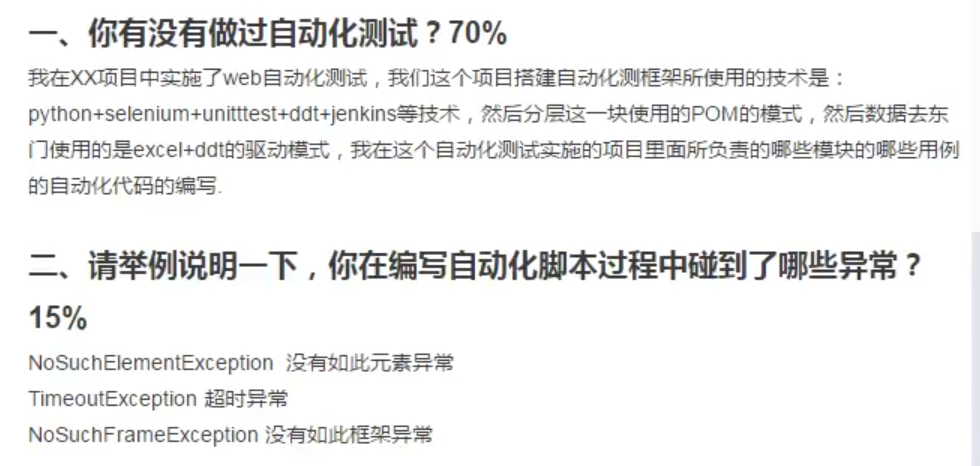 一、你有没有做过自动化测试？70%
我在XX项目中实施了web自动化测试，我们这个项目搭建自动化测框架所使用的技术是：
python+selenium+unitttest+ddt+jenkins等技术，然后分层这一块使用的POM的模式，然后数据去东
门使用的是excel+ddt的驱动模式，我在这个自动化测试实施的项目里面所负责的哪些模块的哪些用例
的自动化代码的编写.
二、请举例说明一下，你在编写自动化脚本过程中碰到了哪些异常？
15%
NoSuchElementException 没有如此元素异常
TimeoutException 超时异常
NoSuchFrameException 没有如此框架异常